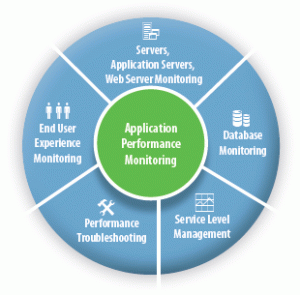 Servers,
Application Servers,
Web Server Monitoring
End User
Experience
Monitoring
Application
Performance
Monitoring
Database
Monitoring
Performance
Troubleshooting
Service Level
Management